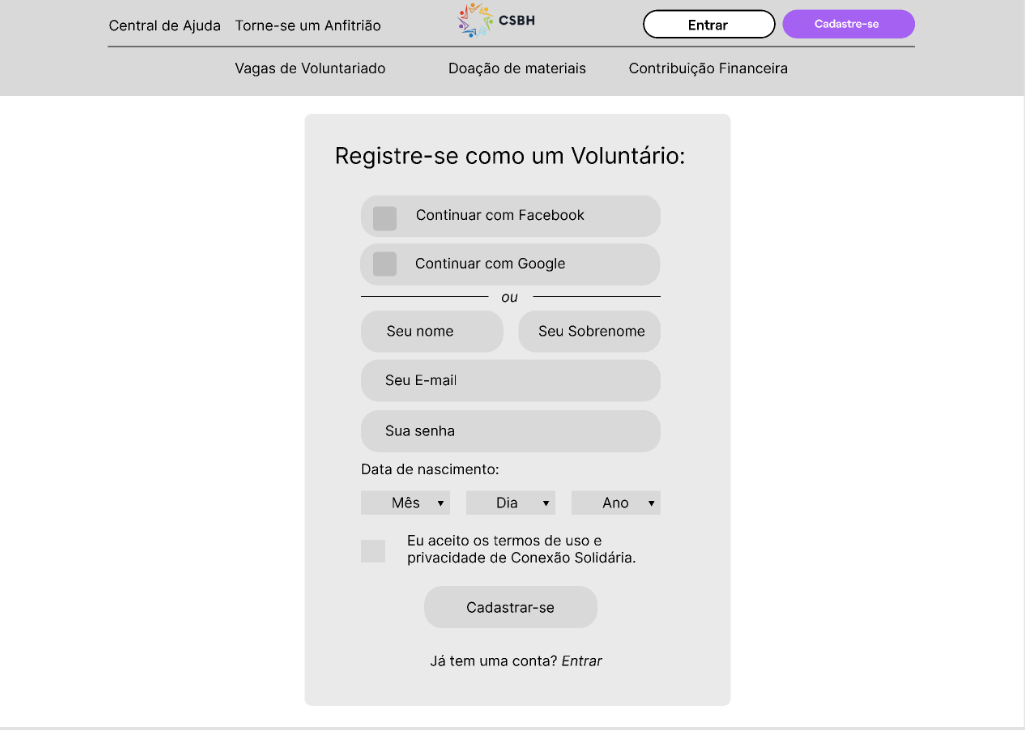 Central de Ajuda
Torne-se um Anfitrião
CSBH
Entrar
Cadastre-se
Vagas de Voluntariado
Doação de materiais
Contribuição Financeira
Registre-se como um Voluntário:
Continuar com Facebook
Continuar com Google
ou
Seu nome
Seu Sobrenome
Seu E-mail
Sua senha
Data de nascimento:
Mês
Dia
Ano
Eu aceito os termos de uso e
privacidade de Conexão Solidária.
Cadastrar-se
Já tem uma conta? Entrar